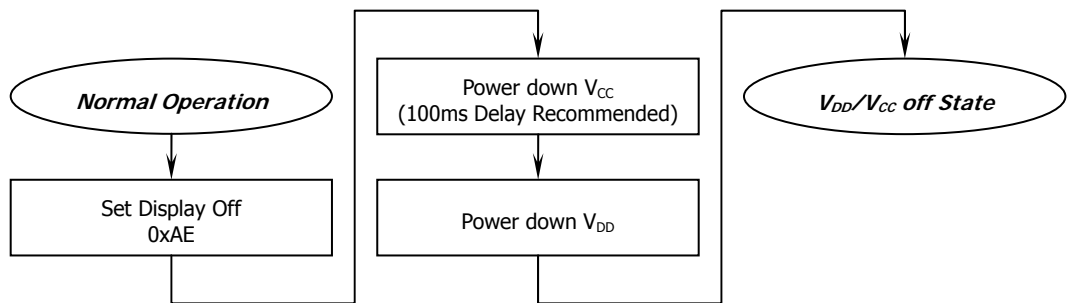 Normal Operation
Set Display Off
0xAE
Power down VCC
(100ms Delay Recommended)
Power down VDD
VDD/VCC off State